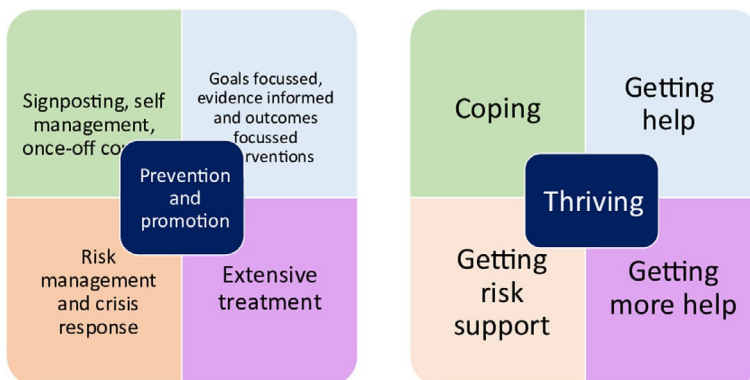 Signposting, self
management,
once-off
Goals focussed,
evidence informed
and outcomes
focussed
Prevention
and
promotion
Risk
management
and crisis
response
Extensive
treatment
Coping
Getting
help
Thriving
Getting
risk
support
Getting
more help